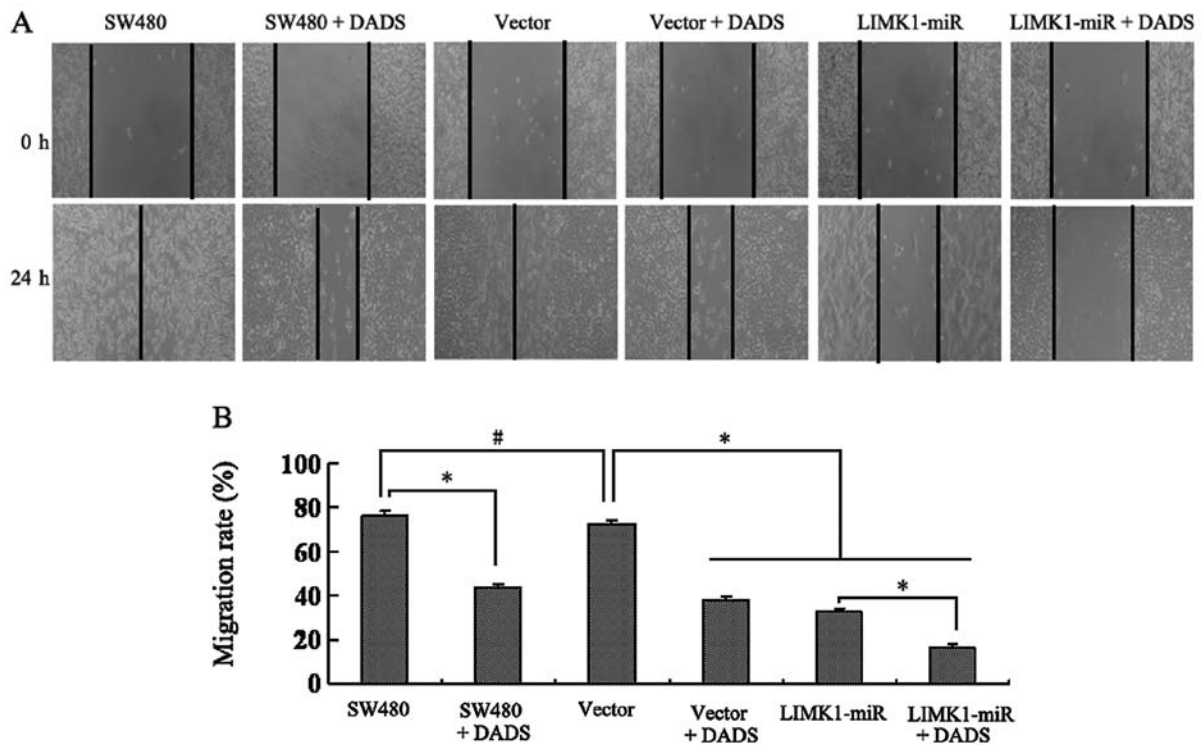 A
SW480 SW480 + DADS Vector Vector + DADS LIMK1-miR LIMK1-miR + DADS
0 h
24 h
B
# *
*
*
Migration rate (%)
100
80
60
40
20
0
SW480 SW480 Vector Vector LIMK1-miR LIMK1-miR
+ DADS + DADS + DADS